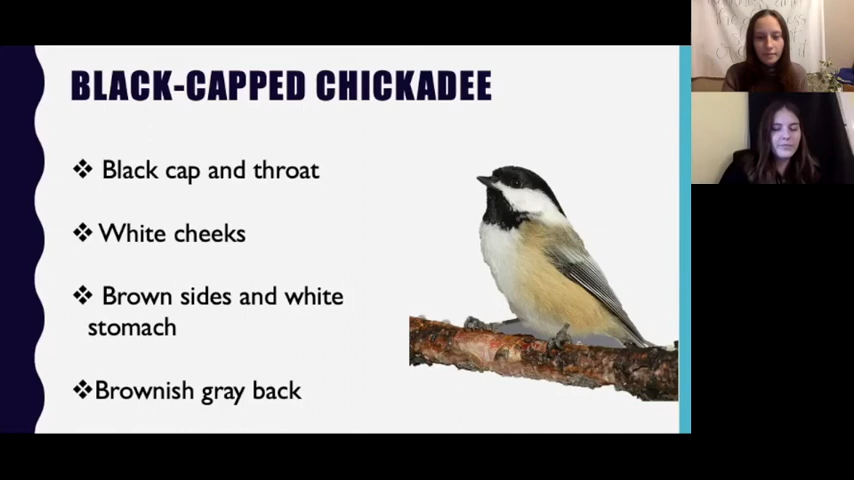 BLACK-CAPPED CHICKADEE
❖ Black cap and throat
❖ White cheeks
❖ Brown sides and white
stomach
❖Brownish gray back